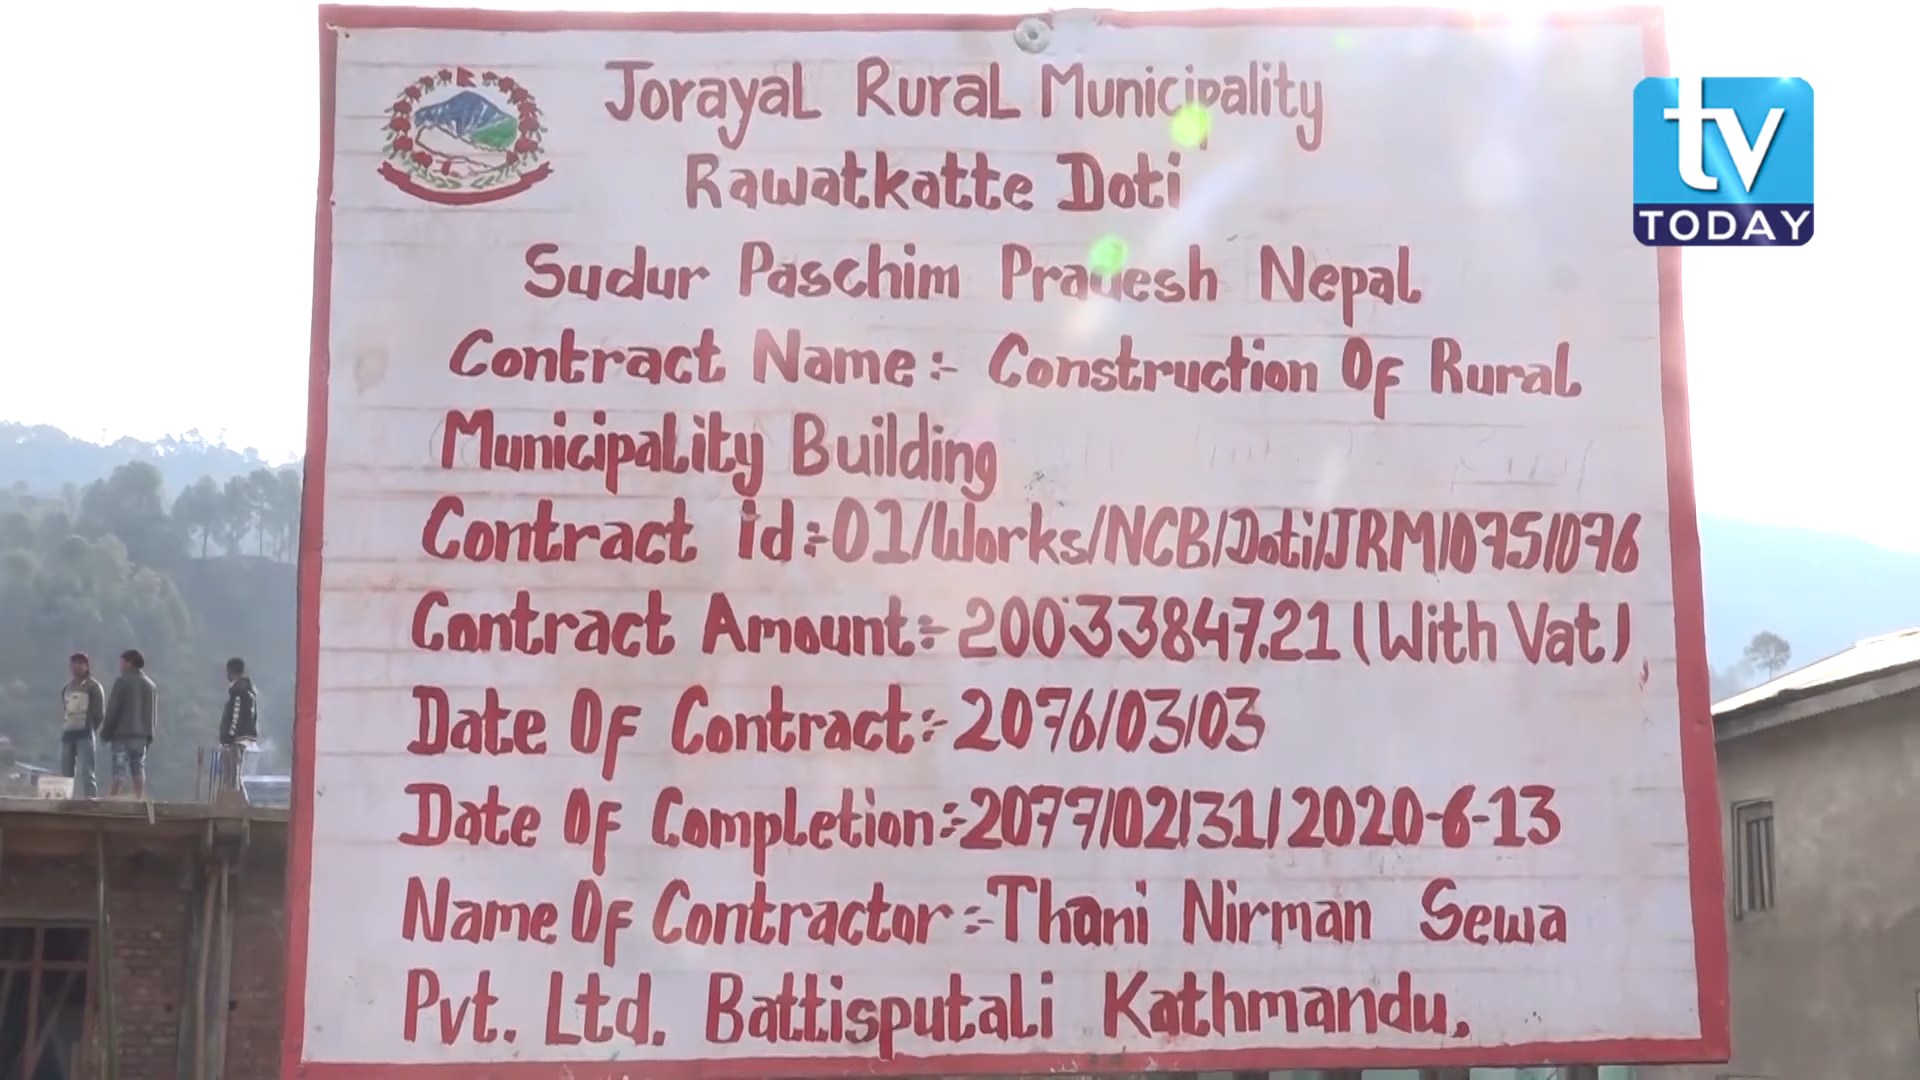 Jorayal Rural Municipality
Rawatkatte Doti
Sudur Paschim Pradesh Nepal
Contract Name:- Construction Of Rural
Municipality Building
Contract id:-01/Works/NCB/Doti/JRM/075/076
Contract Amount:-20033847.21 (With Vat)
Date Of Contract:-2076/03/03
Date Of Completion:-2077/02/31/2020-6-13
Name Of Contractor:-Thani Nirman Sewa
Pvt. Ltd. Battisputali Kathmandu.
tv
TODAY